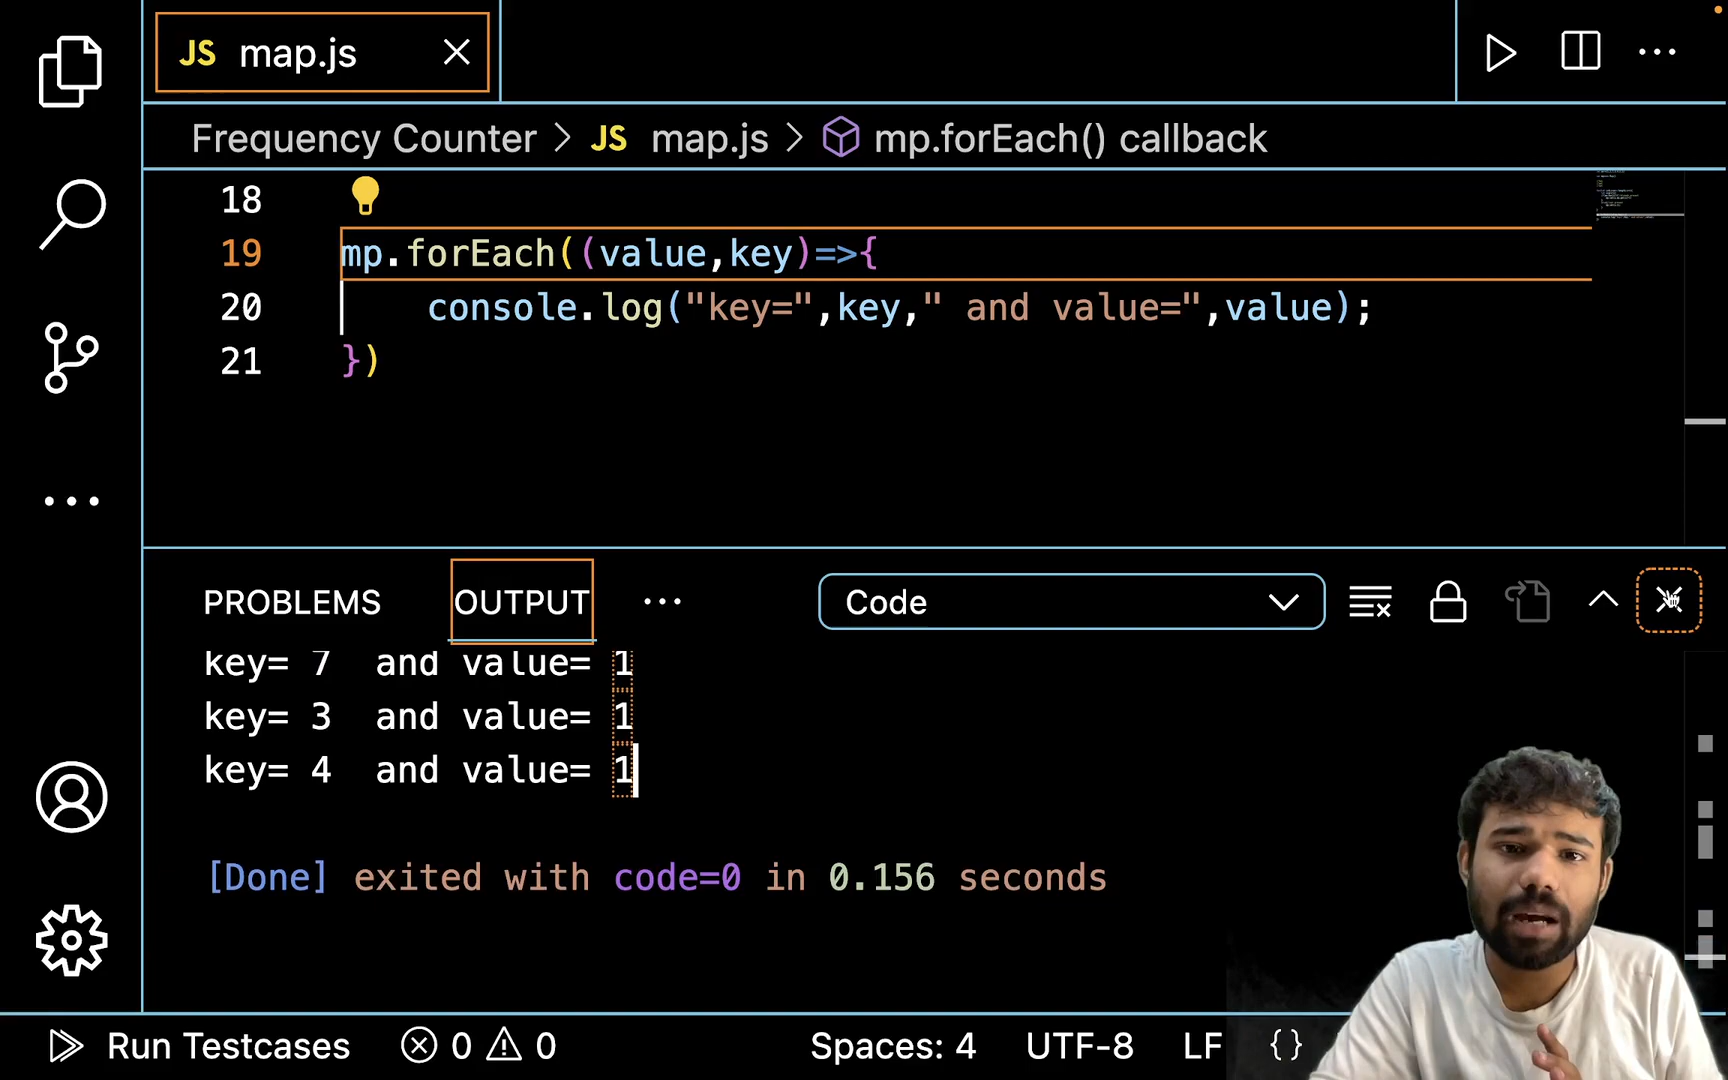 JS map.js
Frequency Counter > JS map.js > mp.forEach() callback
18
19 mp.forEach((value,key)=>{
20 console.log("key=",key," and value=",value);
21 })
PROBLEMS OUTPUT ... Code
key= 7  and value= 1
key= 3  and value= 1
key= 4  and value= 1
[Done] exited with code=0 in 0.156 seconds
Run Testcases 0 0 Spaces: 4 UTF-8 LF {}